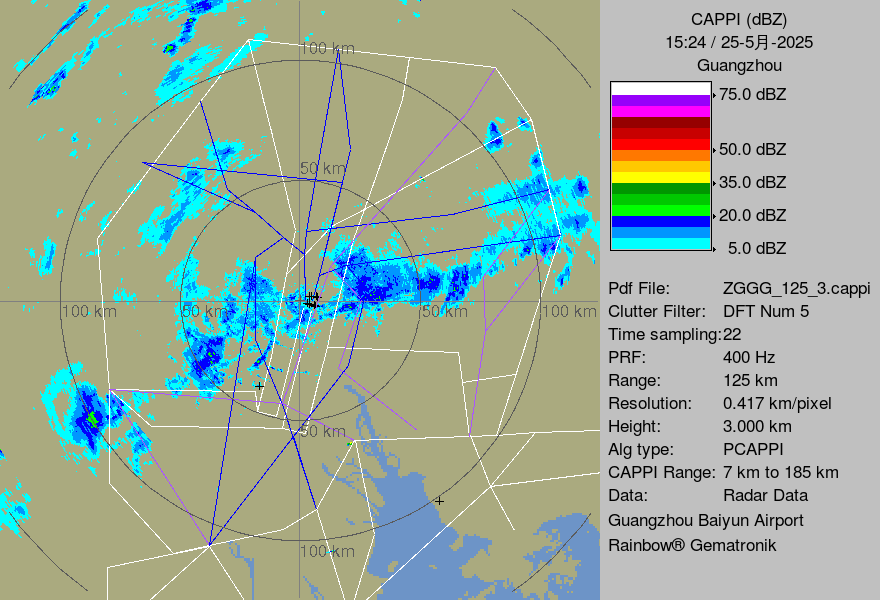 100 km
50 km
100 km
50 km
50 km
100 km
50 km
100 km
CAPPI (dBZ)
15:24 / 25-5月-2025
Guangzhou
75.0 dBZ
50.0 dBZ
35.0 dBZ
20.0 dBZ
5.0 dBZ
Pdf File: ZGGG_125_3.cappi
Clutter Filter: DFT Num 5
Time sampling:22
PRF: 400 Hz
Range: 125 km
Resolution: 0.417 km/pixel
Height: 3.000 km
Alg type: PCAPPI
CAPPI Range: 7 km to 185 km
Data: Radar Data
Guangzhou Baiyun Airport
Rainbow® Gematronik